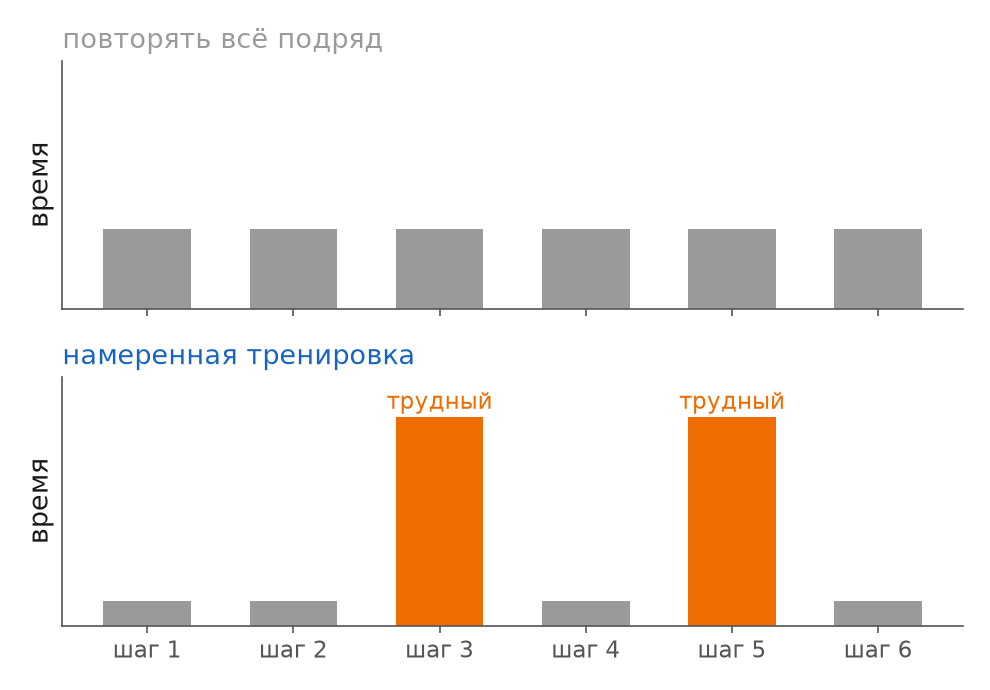 повторять всё подряд
время
намеренная тренировка
время
трудный трудный
шаг 1 шаг 2 шаг 3 шаг 4 шаг 5 шаг 6